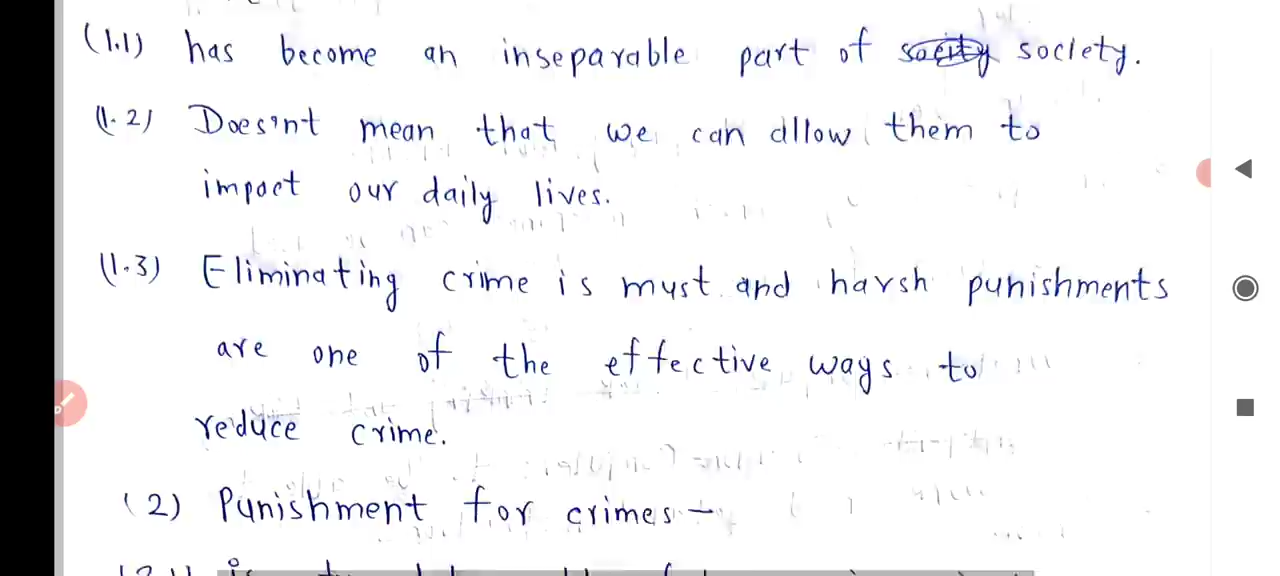 (1.1) has become an inseparable part of society.
(1.2) Doesn't mean that we can allow them to
impact our daily lives.
(1.3) Eliminating crime is must and harsh punishments
are one of the effective ways to
reduce crime.
(2) Punishment for crimes -